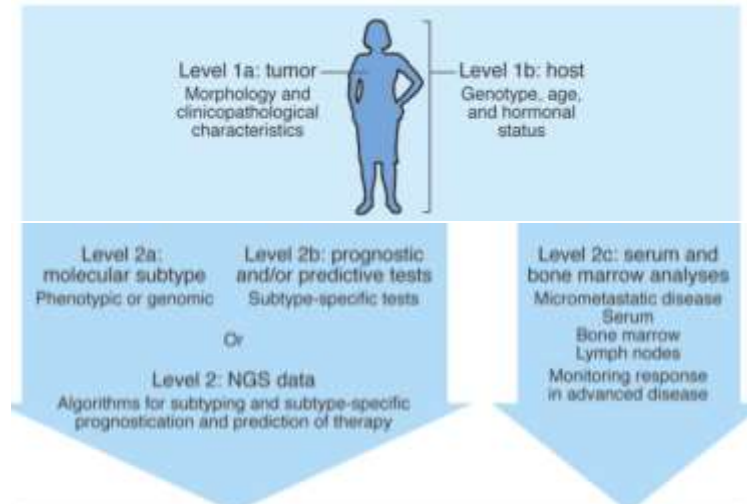 Level 1a: tumor
Morphology and
clinicopathological
characteristics
Level 1b: host
Genotype, age,
and hormonal
status
Level 2a:
molecular subtype
Phenotypic or genomic
Level 2b: prognostic
and/or predictive tests
Subtype-specific tests
Or
Level 2: NGS data
Algorithms for subtyping and subtype-specific
prognostication and prediction of therapy
Level 2c: serum and
bone marrow analyses
Micrometastatic disease
Serum
Bone marrow
Lymph nodes
Monitoring response
in advanced disease